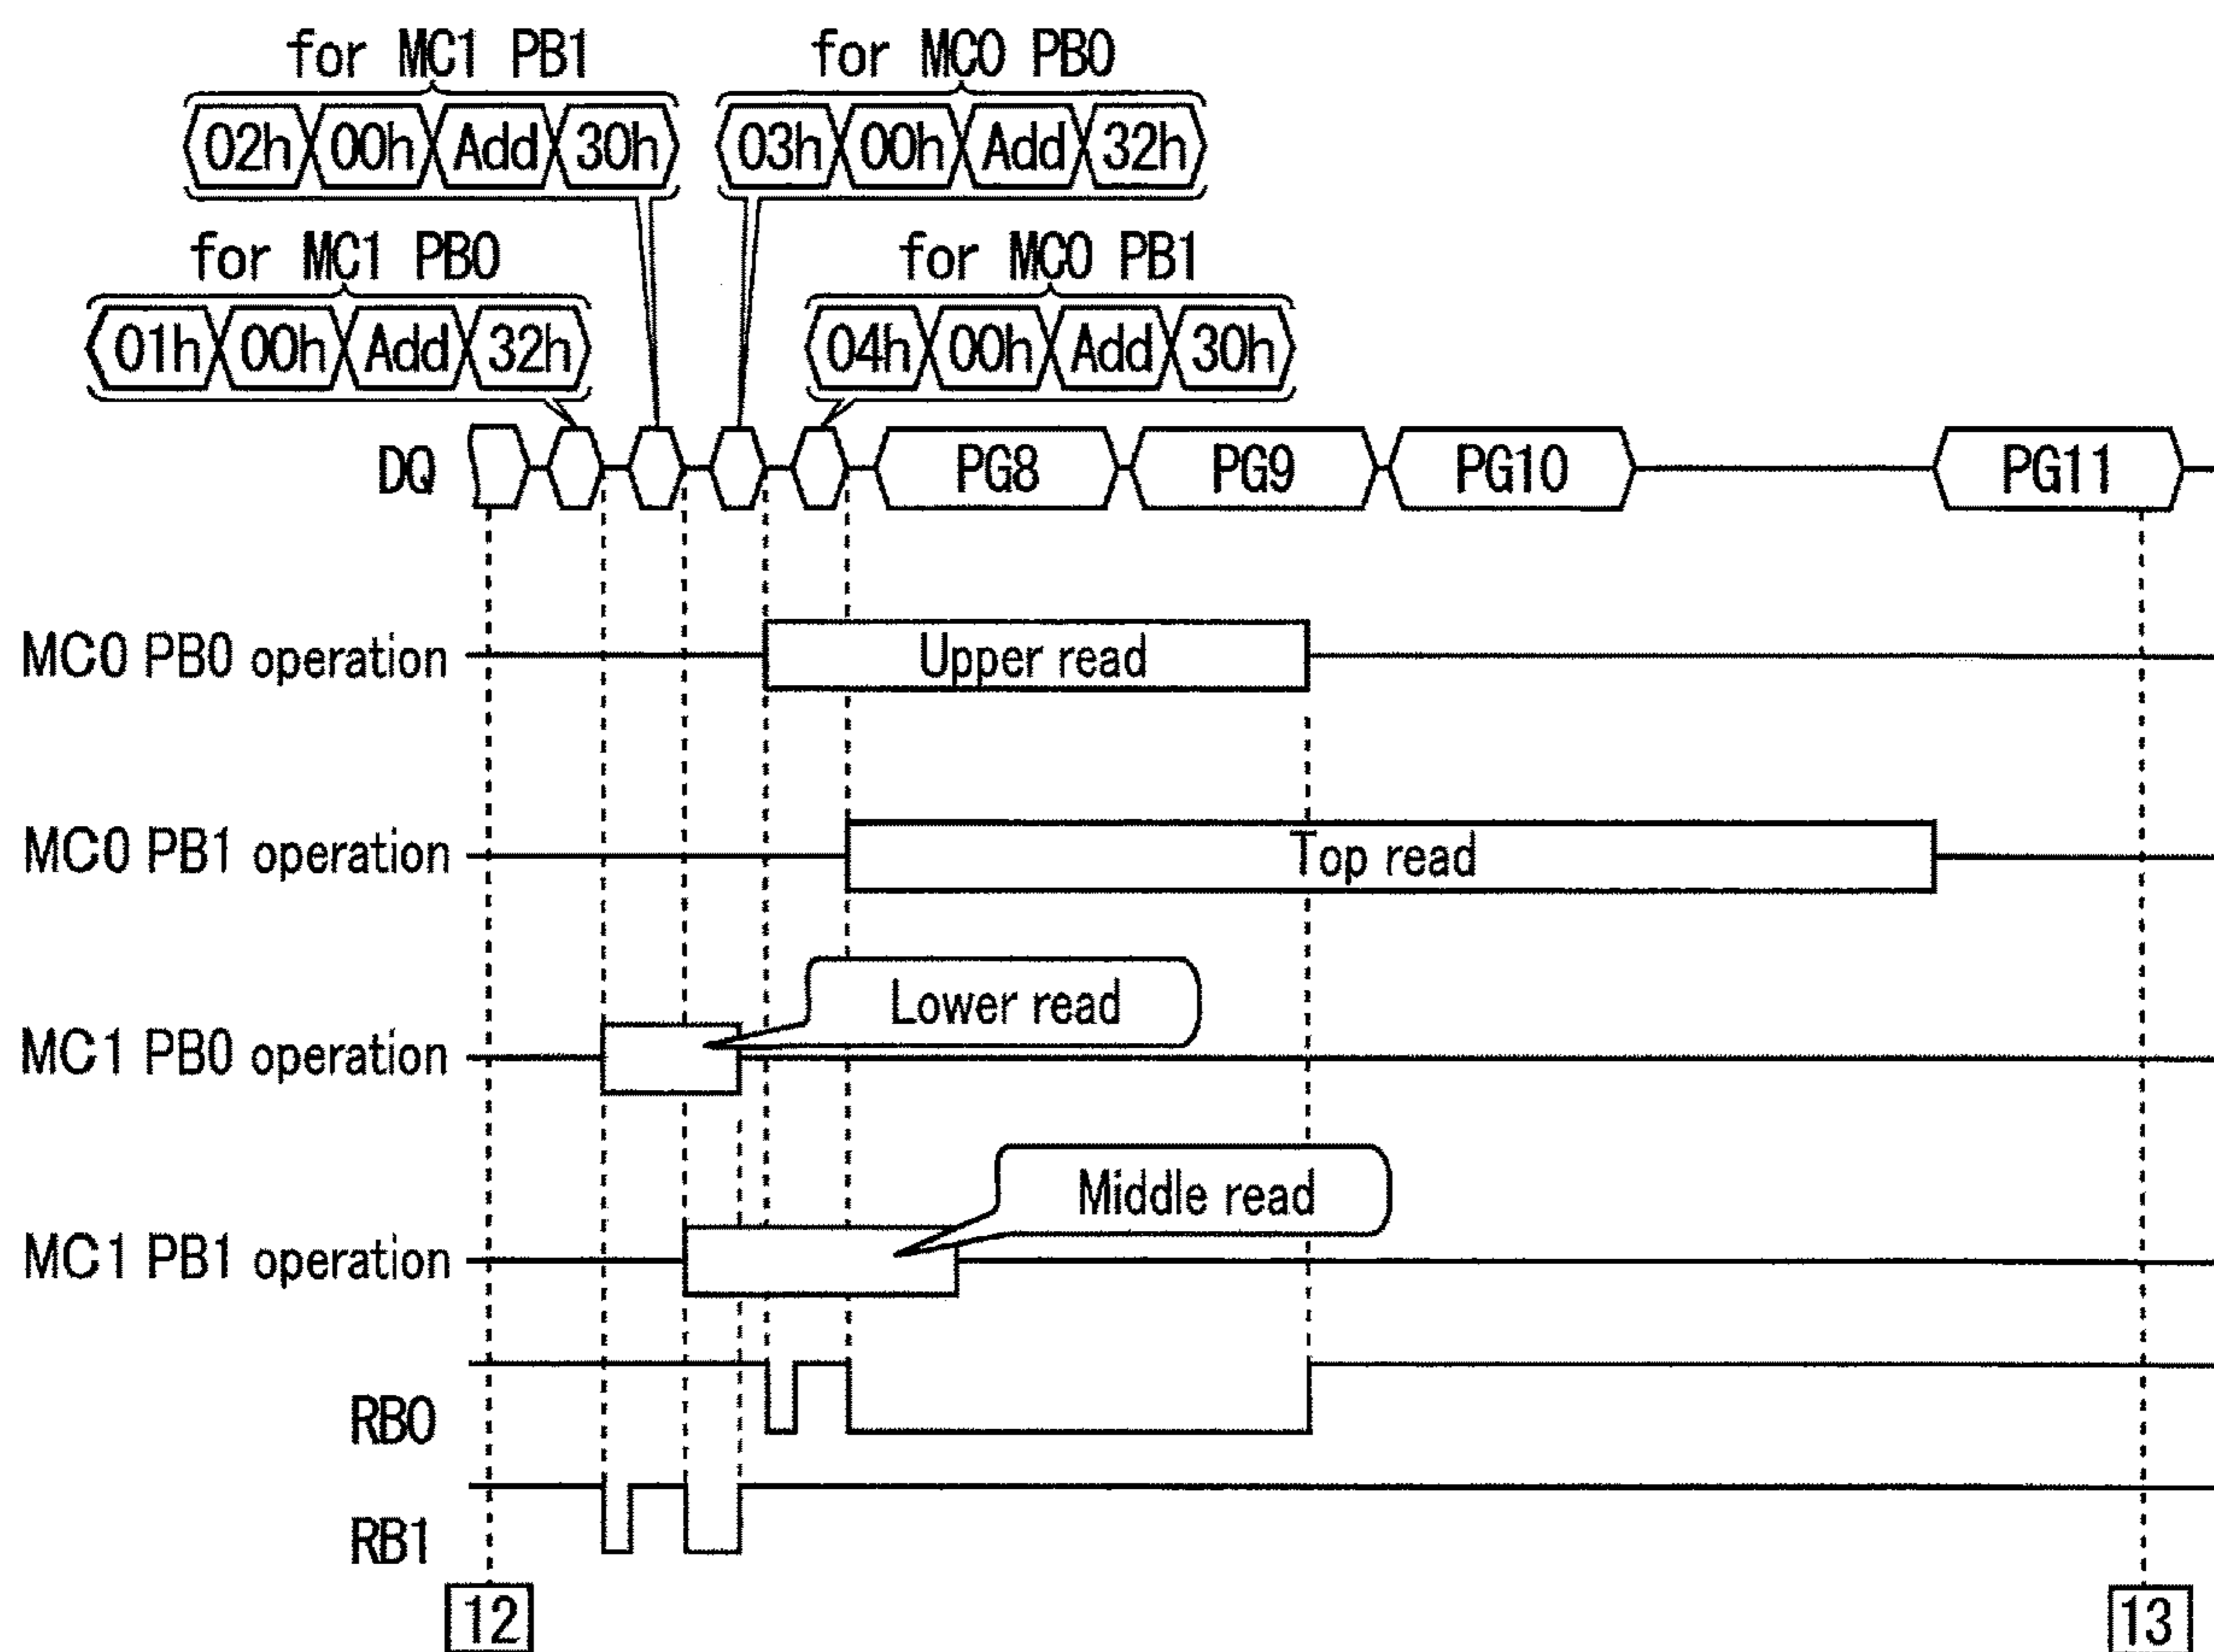 for MC1 PB1 for MC0 PB0
02h 00h Add 30h 03h 00h Add 32h
for MC1 PB0 for MC0 PB1
01h 00h Add 32h 04h 00h Add 30h
DQ PG8 PG9 PG10 PG11
MC0 PB0 operation Upper read
MC0 PB1 operation Top read
Lower read
MC1 PB0 operation
Middle read
MC1 PB1 operation
RB0
RB1
12 13